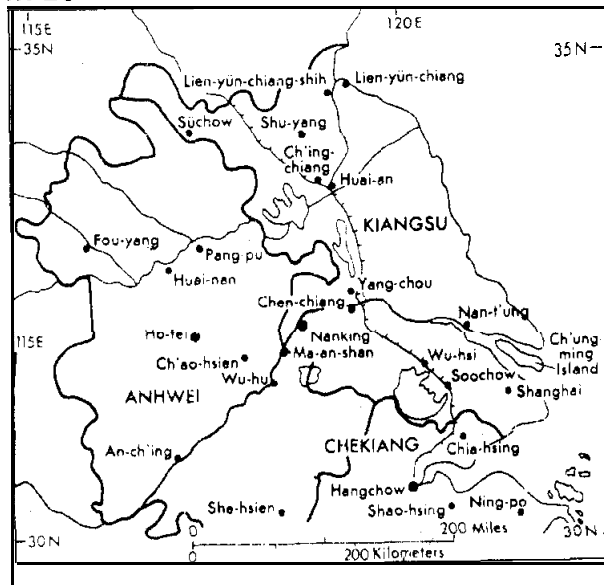 115E
120E
35N
35N
Lien-yün-chiang-shih
Lien-yün-chiang
Süchow
Shu-yang
Ch'ing-
chiang
Huai-an
KIANGSU
Fou-yang
Pang-pu
Huai-nan
Yang-chou
Chen-chiang
Nan-t'ung
115E
Ho-fei
Nanking
Ch'ung-
ming
Island
Ma-an-shan
Ch'ao-hsien
Wu-hsi
Wu-hu
Soochow
Shanghai
ANHWEI
CHEKIANG
Chia-hsing
An-ch'ing
Hangchow
She-hsien
Shao-hsing
Ning-po
30N
0
200
Miles
30N
0
200 Kilometers